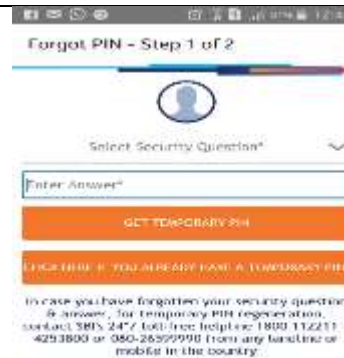 Forgot PIN - Step 1 of 2
Select Security Question*
Enter Answer*
GET TEMPORARY PIN
CLICK HERE IF YOU ALREADY HAVE A TEMPORARY PIN
In case you have forgotten your security question
& answer, for temporary PIN regeneration,
contact SBI'S 24*7 toll-free helpline 1800 112211
4253800 or 080-26599990 from any landline or
mobile in the country